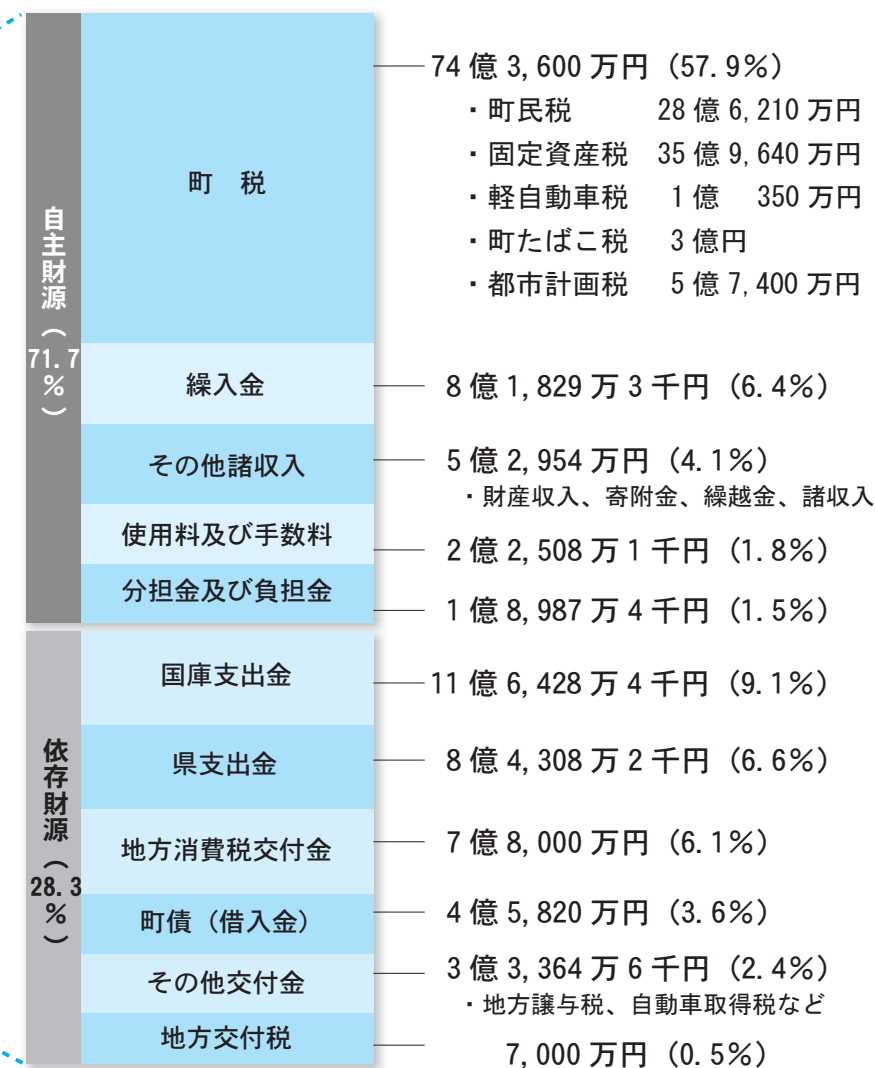 自主財源（71.7％）
町　税
74億3,600万円（57.9％）
・町民税　28億6,210万円
・固定資産税　35億9,640万円
・軽自動車税　1億　350万円
・町たばこ税　3億円
・都市計画税　5億7,400万円
繰入金
8億1,829万3千円（6.4％）
その他諸収入
5億2,954万円（4.1％）
・財産収入、寄附金、繰越金、諸収入
使用料及び手数料
2億2,508万1千円（1.8％）
分担金及び負担金
1億8,987万4千円（1.5％）
依存財源（28.3％）
国庫支出金
11億6,428万4千円（9.1％）
県支出金
8億4,308万2千円（6.6％）
地方消費税交付金
7億8,000万円（6.1％）
町債（借入金）
4億5,820万円（3.6％）
その他交付金
3億3,364万6千円（2.4％）
・地方譲与税、自動車取得税など
地方交付税
7,000万円（0.5％）